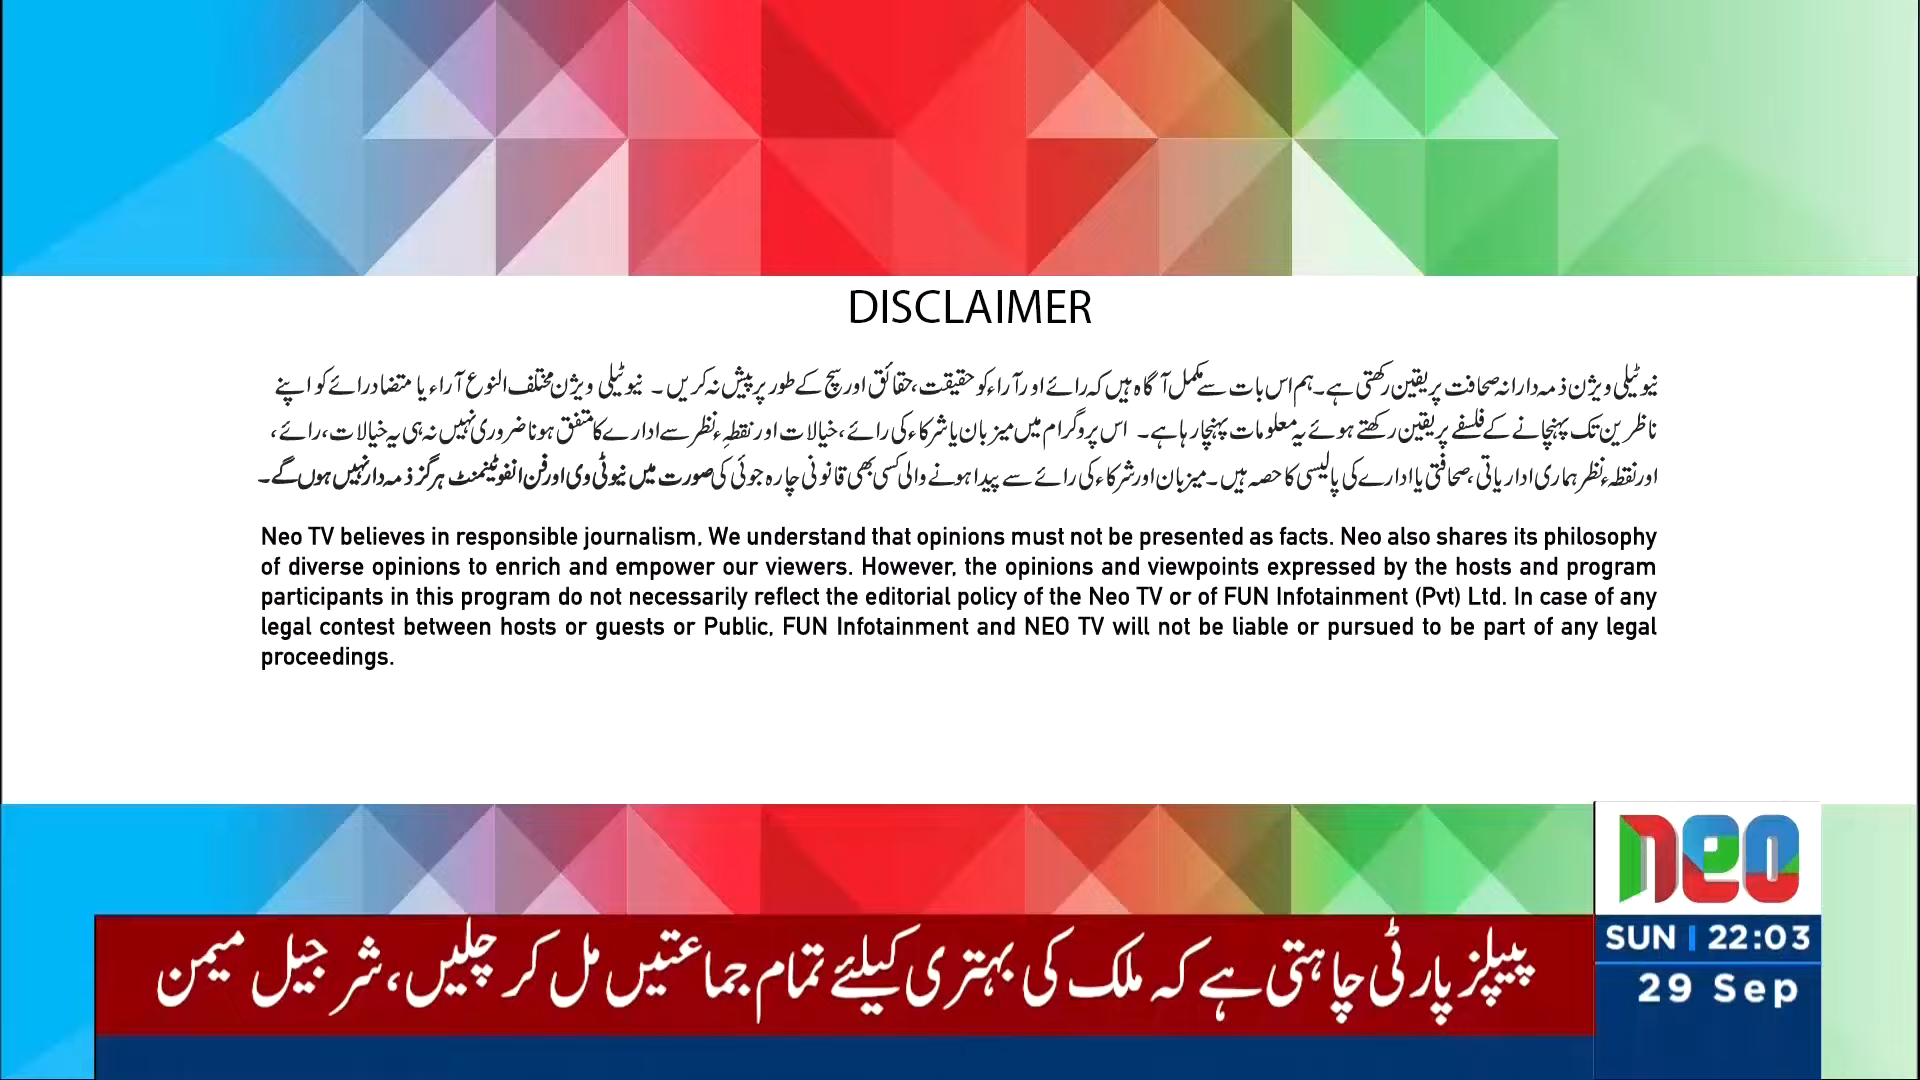 DISCLAIMER
نیوٹیلی ویژن ذمہ دارانہ صحافت پر یقین رکھتی ہے۔ ہم اس بات سے مکمل آگاہ ہیں کہ رائے اور آراء کو حقیقت، حقائق اور سچ کے طور پر پیش نہ کریں ۔ نیوٹیلی ویژن مختلف النوع آراء یا متضاد رائے کو اپنے
ناظرین تک پہنچانے کے فلسفے پر یقین رکھتے ہوئے یہ معلومات پہنچا رہا ہے۔ اس پروگرام میں میزبان یا شرکاء کی رائے ،خیالات اور نقطہِ نظر سے ادارے کا متفق ہونا ضروری نہیں نہ ہی یہ خیالات، رائے،
اور نقطہء نظر ہماری ادارياتی ،صحافتی یا ادارے کی پالیسی کا حصہ ہیں۔ میزبان اور شرکاء کی رائے سے پیدا ہونے والی کسی بھی قانونی چارہ جوئی کی صورت میں نیوٹی وی اور فن انفوٹینمنٹ ہرگز ذمہ دار نہیں ہوں گے۔
Neo TV believes in responsible journalism, We understand that opinions must not be presented as facts. Neo also shares its philosophy
of diverse opinions to enrich and empower our viewers. However, the opinions and viewpoints expressed by the hosts and program
participants in this program do not necessarily reflect the editorial policy of the Neo TV or of FUN Infotainment (Pvt) Ltd. In case of any
legal contest between hosts or guests or Public, FUN Infotainment and NEO TV will not be liable or pursued to be part of any legal
proceedings.
neo
SUN | 22:03
29 Sep
پیپلز پارٹی چاہتی ہے کہ ملک کی بہتری کیلئے تمام جماعتیں مل کر چلیں، شرجیل میمن